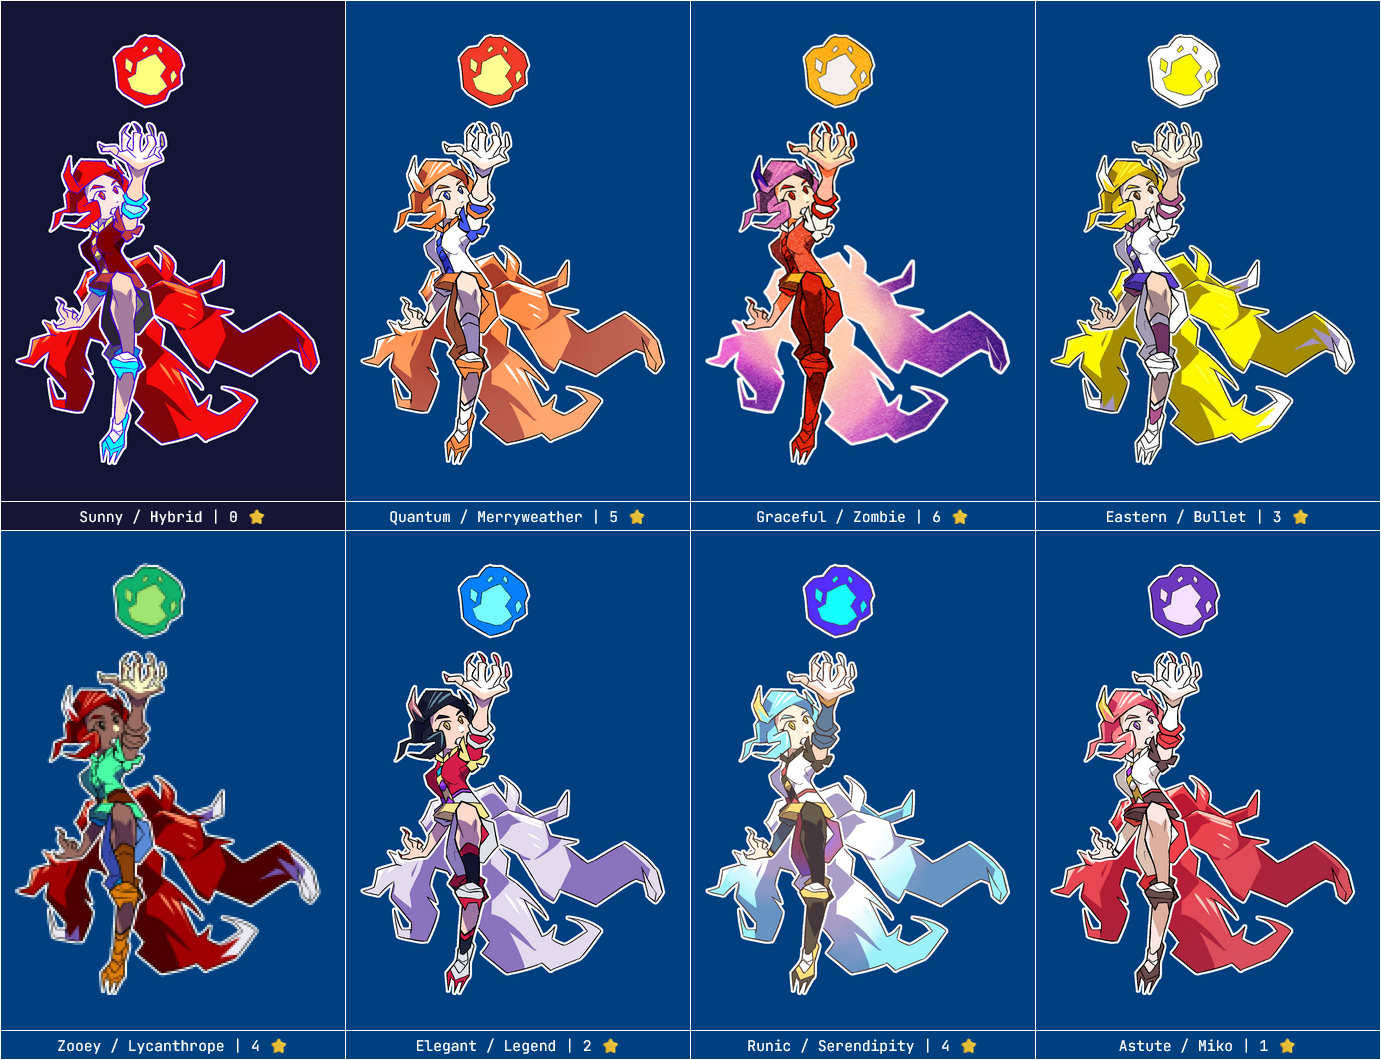 Sunny / Hybrid | 0
Quantum / Merryweather | 5
Graceful / Zombie | 6
Eastern / Bullet | 3
Zooey / Lycanthrope | 4
Elegant / Legend | 2
Runic / Serendipity | 4
Astute / Miko | 1